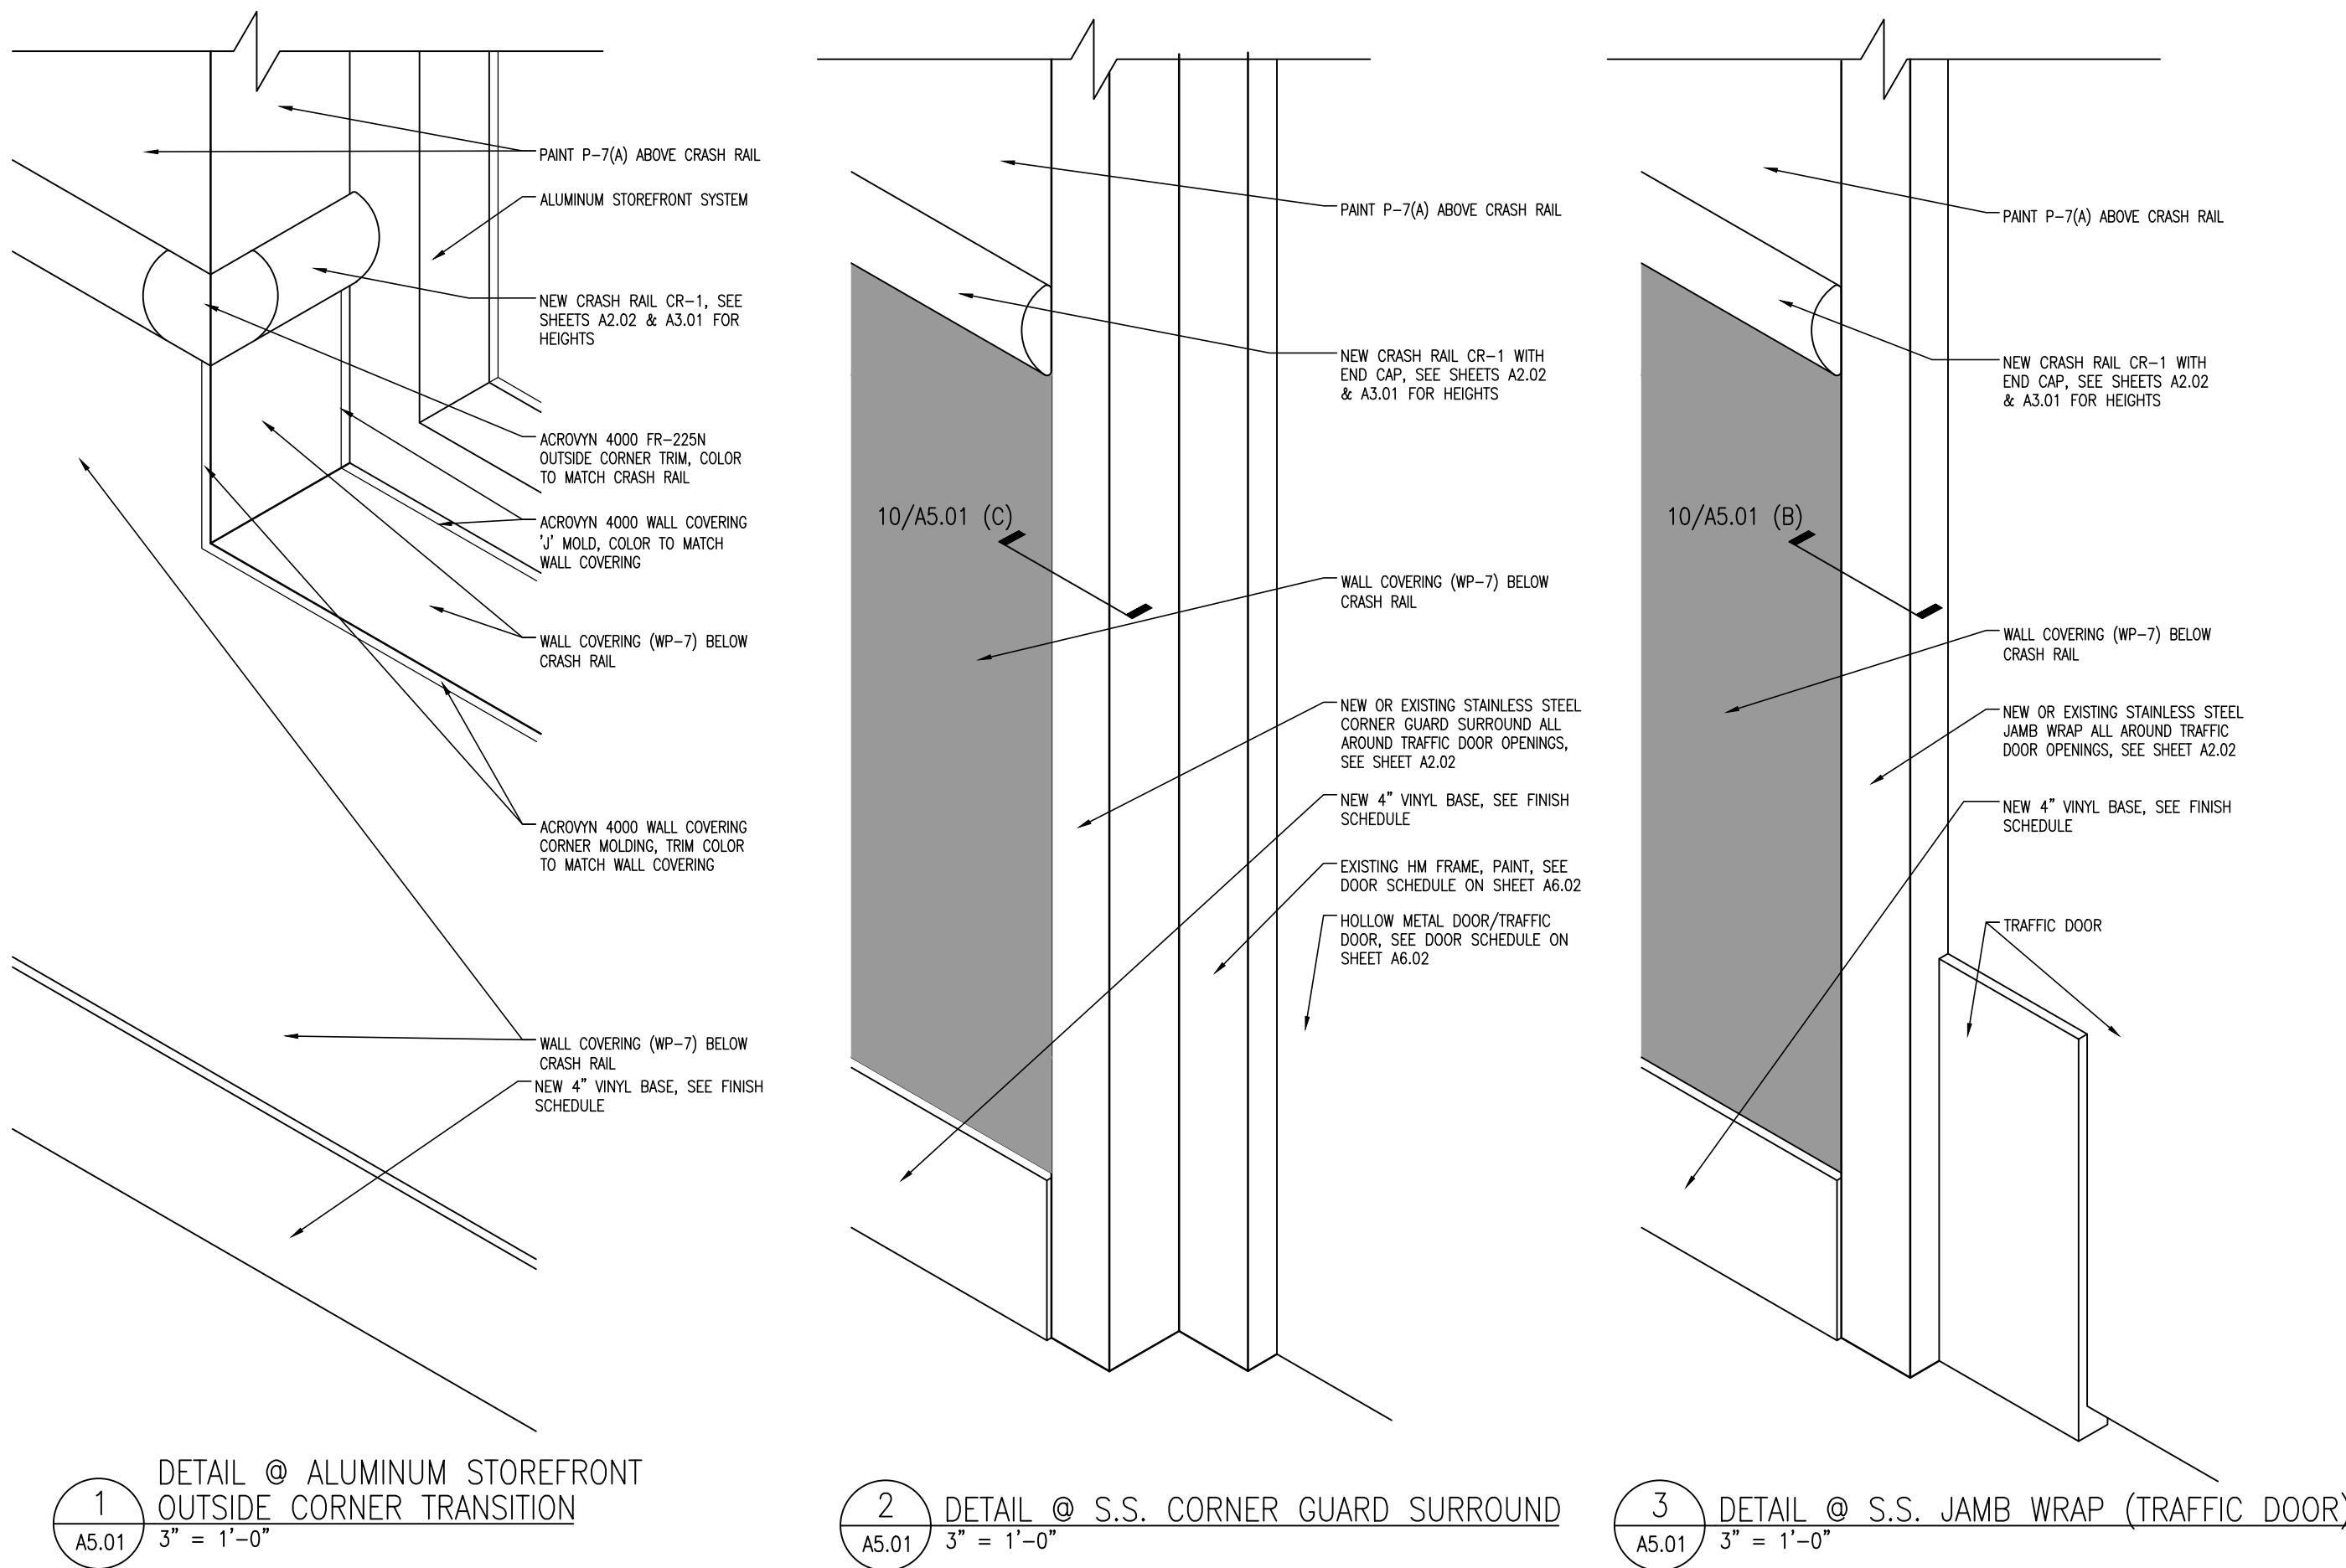 PAINT P-7(A) ABOVE CRASH RAIL
ALUMINUM STOREFRONT SYSTEM
NEW CRASH RAIL CR-1, SEE
SHEETS A2.02 & A3.01 FOR
HEIGHTS
ACROVYN 4000 FR-225N
OUTSIDE CORNER TRIM, COLOR
TO MATCH CRASH RAIL
ACROVYN 4000 WALL COVERING
'J' MOLD, COLOR TO MATCH
WALL COVERING
WALL COVERING (WP-7) BELOW
CRASH RAIL
ACROVYN 4000 WALL COVERING
CORNER MOLDING, TRIM COLOR
TO MATCH WALL COVERING
WALL COVERING (WP-7) BELOW
CRASH RAIL
NEW 4" VINYL BASE, SEE FINISH
SCHEDULE
1
A5.01
DETAIL @ ALUMINUM STOREFRONT
OUTSIDE CORNER TRANSITION
3" = 1'-0"
PAINT P-7(A) ABOVE CRASH RAIL
NEW CRASH RAIL CR-1 WITH
END CAP, SEE SHEETS A2.02
& A3.01 FOR HEIGHTS
10/A5.01 (C)
WALL COVERING (WP-7) BELOW
CRASH RAIL
NEW OR EXISTING STAINLESS STEEL
CORNER GUARD SURROUND ALL
AROUND TRAFFIC DOOR OPENINGS,
SEE SHEET A2.02
NEW 4" VINYL BASE, SEE FINISH
SCHEDULE
EXISTING HM FRAME, PAINT, SEE
DOOR SCHEDULE ON SHEET A6.02
HOLLOW METAL DOOR/TRAFFIC
DOOR, SEE DOOR SCHEDULE ON
SHEET A6.02
2
A5.01
DETAIL @ S.S. CORNER GUARD SURROUND
3" = 1'-0"
PAINT P-7(A) ABOVE CRASH RAIL
NEW CRASH RAIL CR-1 WITH
END CAP, SEE SHEETS A2.02
& A3.01 FOR HEIGHTS
10/A5.01 (B)
WALL COVERING (WP-7) BELOW
CRASH RAIL
NEW OR EXISTING STAINLESS STEEL
JAMB WRAP ALL AROUND TRAFFIC
DOOR OPENINGS, SEE SHEET A2.02
NEW 4" VINYL BASE, SEE FINISH
SCHEDULE
TRAFFIC DOOR
3
A5.01
DETAIL @ S.S. JAMB WRAP (TRAFFIC DOOR)
3" = 1'-0"